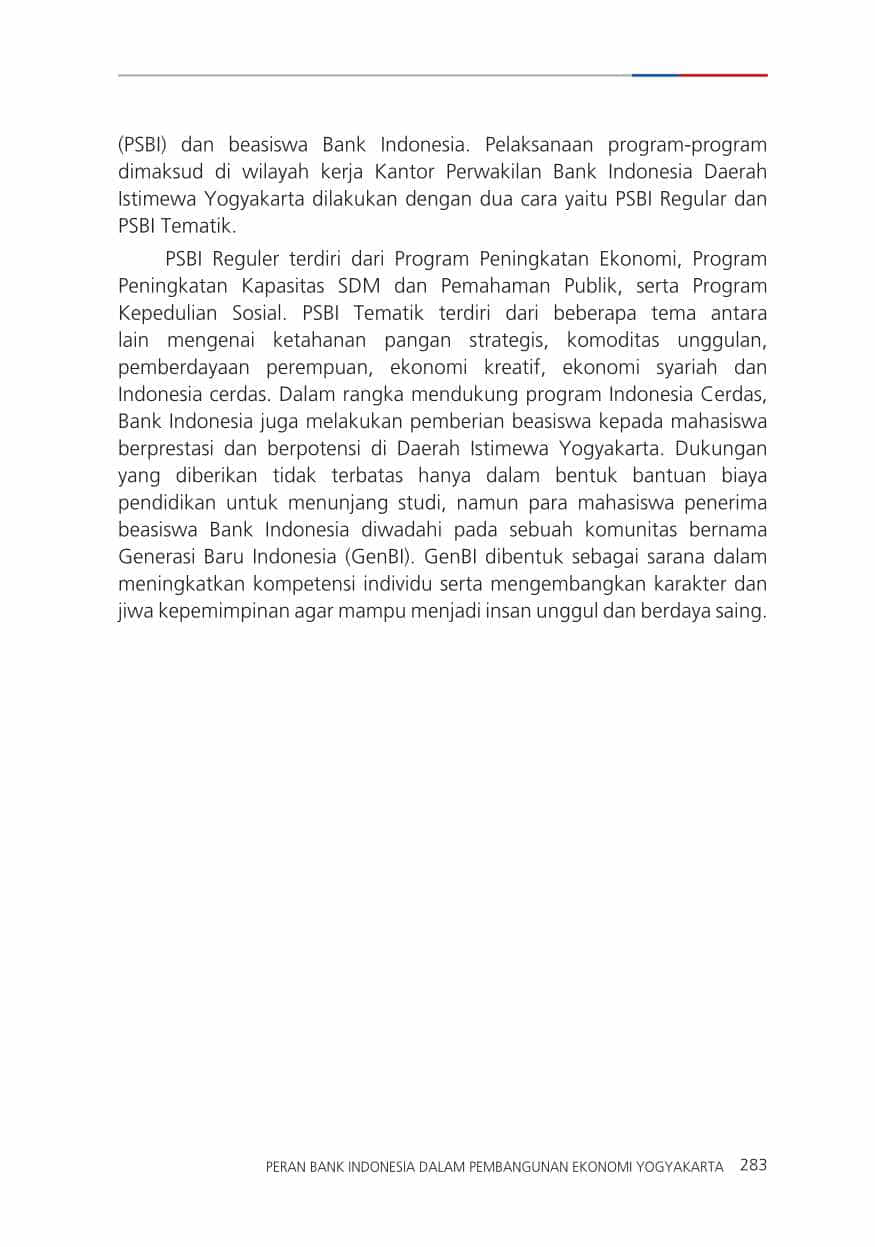 (PSBI) dan beasiswa Bank Indonesia. Pelaksanaan program-program
dimaksud di wilayah kerja Kantor Perwakilan Bank Indonesia Daerah
Istimewa Yogyakarta dilakukan dengan dua cara yaitu PSBI Regular dan
PSBI Tematik.
PSBI Reguler terdiri dari Program Peningkatan Ekonomi, Program
Peningkatan Kapasitas SDM dan Pemahaman Publik, serta Program
Kepedulian Sosial. PSBI Tematik terdiri dari beberapa tema antara
lain mengenai ketahanan pangan strategis, komoditas unggulan,
pemberdayaan perempuan, ekonomi kreatif, ekonomi syariah dan
Indonesia cerdas. Dalam rangka mendukung program Indonesia Cerdas,
Bank Indonesia juga melakukan pemberian beasiswa kepada mahasiswa
berprestasi dan berpotensi di Daerah Istimewa Yogyakarta. Dukungan
yang diberikan tidak terbatas hanya dalam bentuk bantuan biaya
pendidikan untuk menunjang studi, namun para mahasiswa penerima
beasiswa Bank Indonesia diwadahi pada sebuah komunitas bernama
Generasi Baru Indonesia (GenBI). GenBI dibentuk sebagai sarana dalam
meningkatkan kompetensi individu serta mengembangkan karakter dan
jiwa kepemimpinan agar mampu menjadi insan unggul dan berdaya saing.
PERAN BANK INDONESIA DALAM PEMBANGUNAN EKONOMI YOGYAKARTA 283